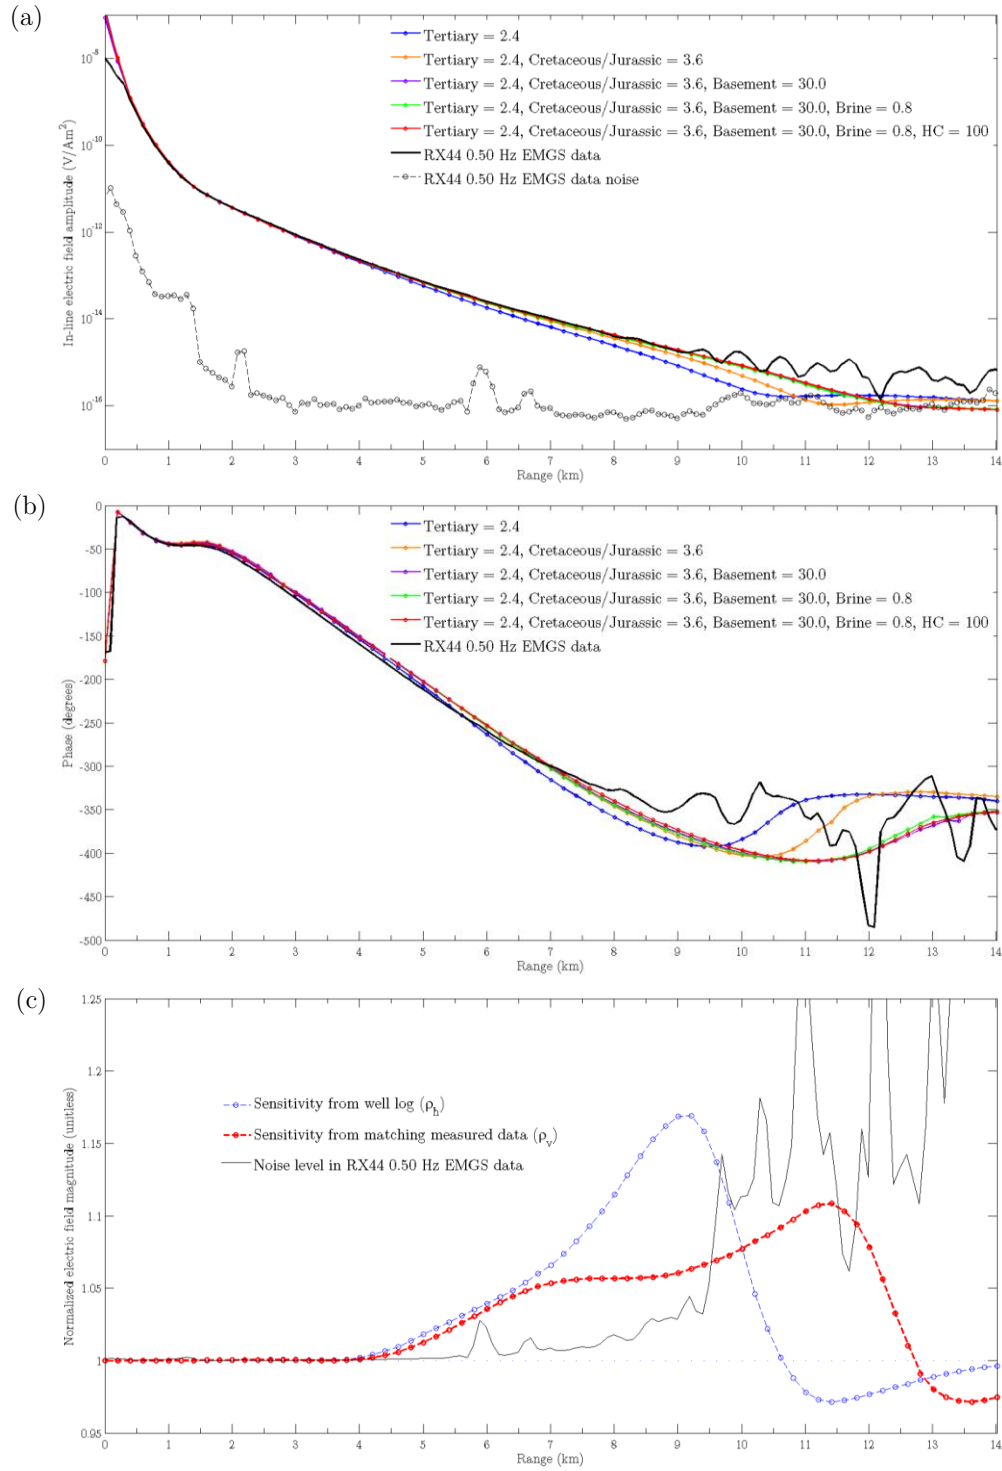 (a)
Tertiary = 2.4
Tertiary = 2.4, Cretaceous/Jurassic = 3.6
Tertiary = 2.4, Cretaceous/Jurassic = 3.6, Basement = 30.0
Tertiary = 2.4, Cretaceous/Jurassic = 3.6, Basement = 30.0, Brine = 0.8
Tertiary = 2.4, Cretaceous/Jurassic = 3.6, Basement = 30.0, Brine = 0.8, HC = 100
RX44 0.50 Hz EMGS data
RX44 0.50 Hz EMGS data noise
In-line electric field amplitude (V/Am²)
10⁻⁸
10⁻¹⁰
10⁻¹²
10⁻¹⁴
10⁻¹⁶
0 1 2 3 4 5 6 7 8 9 10 11 12 13 14
Range (km)
(b)
Tertiary = 2.4
Tertiary = 2.4, Cretaceous/Jurassic = 3.6
Tertiary = 2.4, Cretaceous/Jurassic = 3.6, Basement = 30.0
Tertiary = 2.4, Cretaceous/Jurassic = 3.6, Basement = 30.0, Brine = 0.8
Tertiary = 2.4, Cretaceous/Jurassic = 3.6, Basement = 30.0, Brine = 0.8, HC = 100
RX44 0.50 Hz EMGS data
Phase (degrees)
0
-50
-100
-150
-200
-250
-300
-350
-400
-450
-500
0 1 2 3 4 5 6 7 8 9 10 11 12 13 14
Range (km)
(c)
Sensitivity from well log (ρh)
Sensitivity from matching measured data (ρv)
Noise level in RX44 0.50 Hz EMGS data
Normalized electric field magnitude (unitless)
1.25
1.2
1.15
1.1
1.05
1
0.95
0 1 2 3 4 5 6 7 8 9 10 11 12 13 14
Range (km)